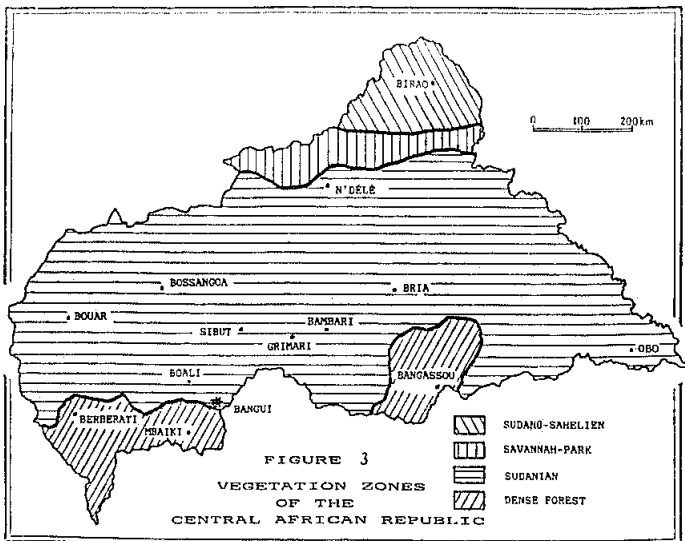 BIRAO
0 100 200km
N'DÉLÉ
BOSSANGOA
BRIA
BOUAR
SIBUT
BAMBARI
GRIMARI
OBO
BOALI
BANGASSOU
BANGUI
BERBERATI
MBAIKI
SUDANO-SAHELIEN
SAVANNAH-PARK
SUDANIAN
DENSE FOREST
FIGURE 3
VEGETATION ZONES
OF THE
CENTRAL AFRICAN REPUBLIC